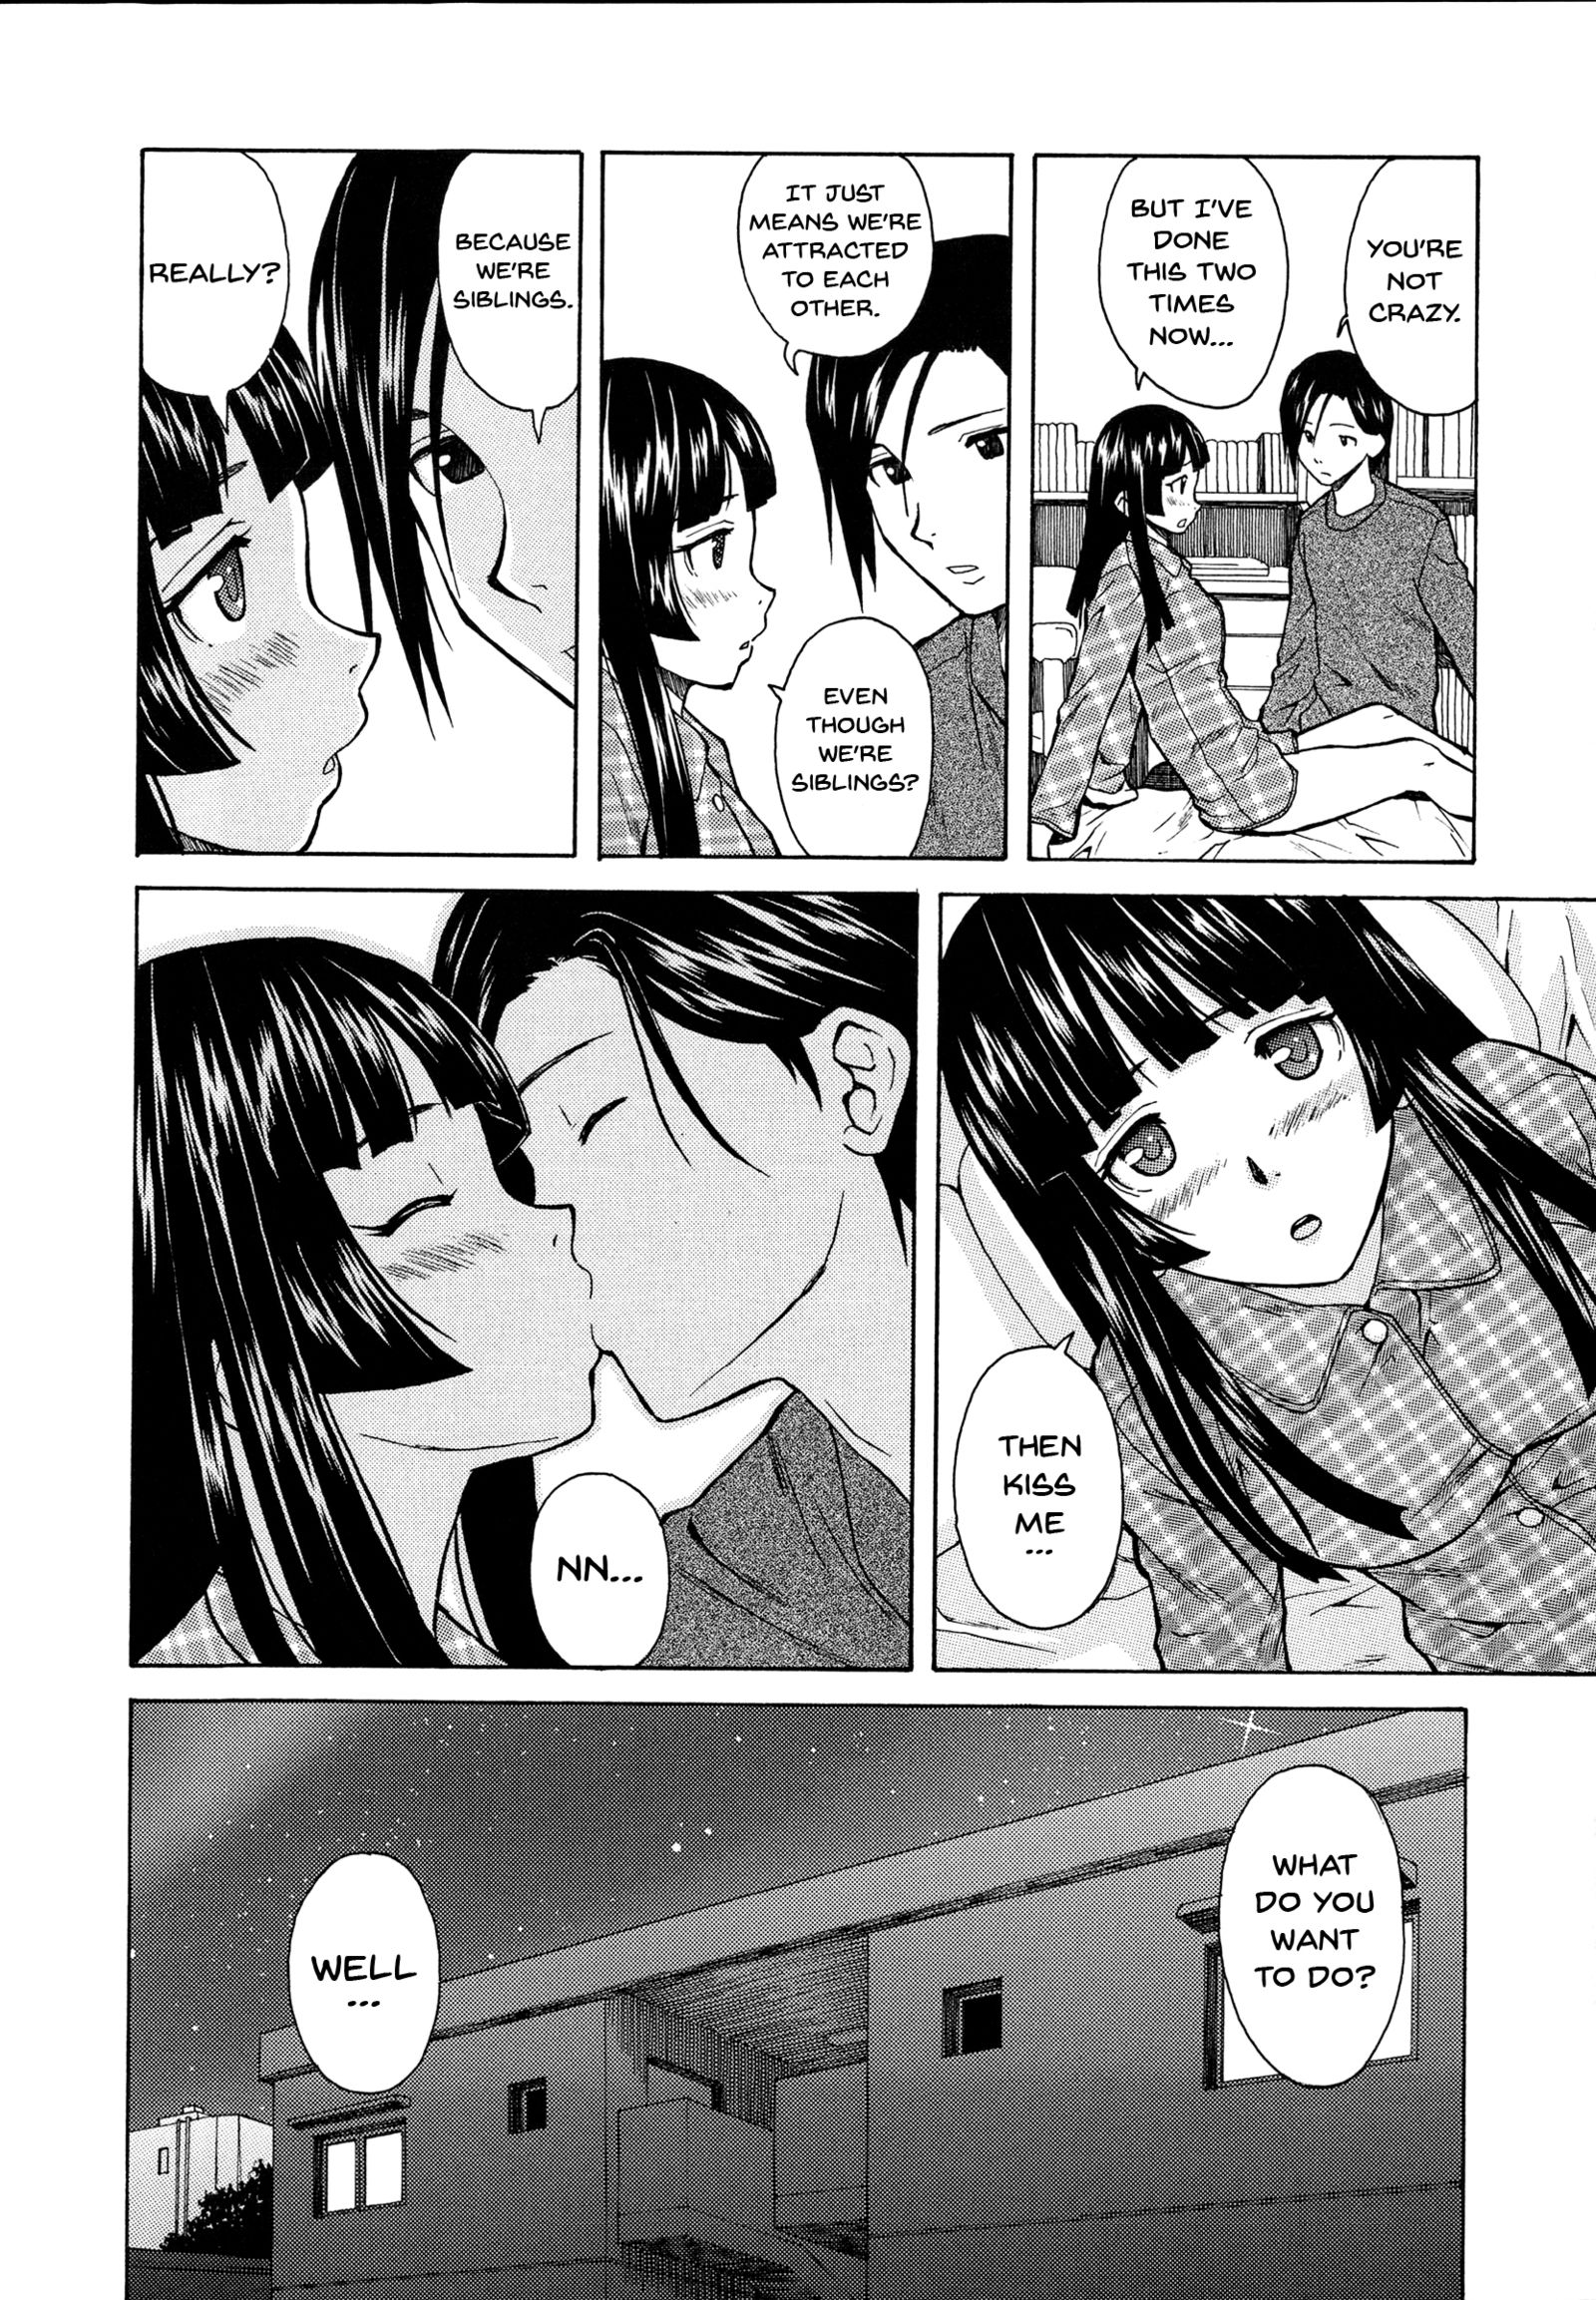 YOU'RE
NOT
CRAZY.
BUT I'VE
DONE
THIS TWO
TIMES
NOW...
IT JUST
MEANS WE'RE
ATTRACTED
TO EACH
OTHER.
EVEN
THOUGH
WE'RE
SIBLINGS?
BECAUSE
WE'RE
SIBLINGS.
REALLY?
THEN
KISS
ME
...
NN...
WHAT
DO YOU
WANT
TO DO?
WELL
...